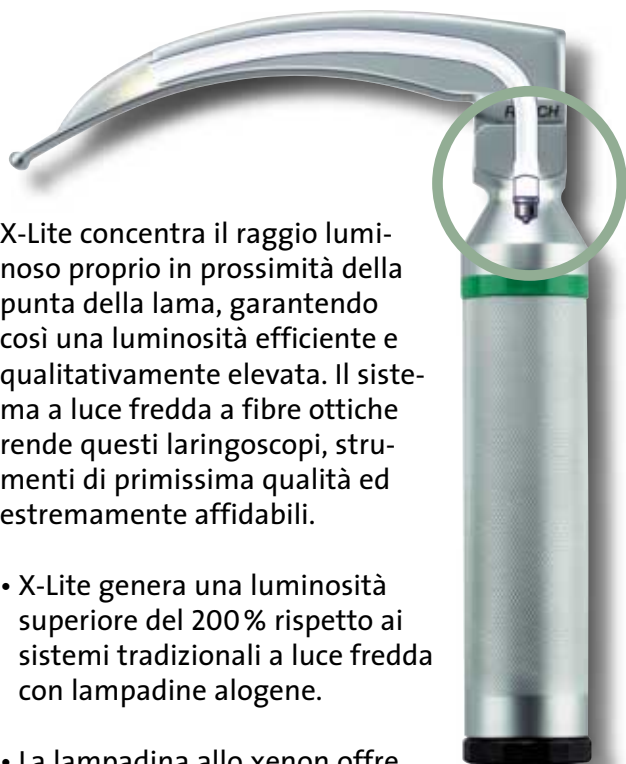 X-Lite concentra il raggio lumi-
noso proprio in prossimità della
punta della lama, garantendo
così una luminosità efficiente e
qualitativamente elevata. Il siste-
ma a luce fredda a fibre ottiche
rende questi laringoscopi, stru-
menti di primissima qualità ed
estremamente affidabili.
• X-Lite genera una luminosità
superiore del 200 % rispetto ai
sistemi tradizionali a luce fredda
con lampadine alogene.
• La lampadina allo xenon offre